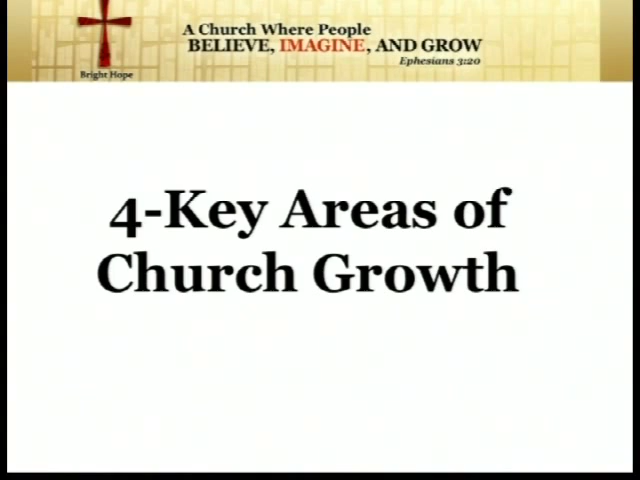 A Church Where People
BELIEVE, IMAGINE, AND GROW
Ephesians 3:20
Bright Hope
4-Key Areas of
Church Growth